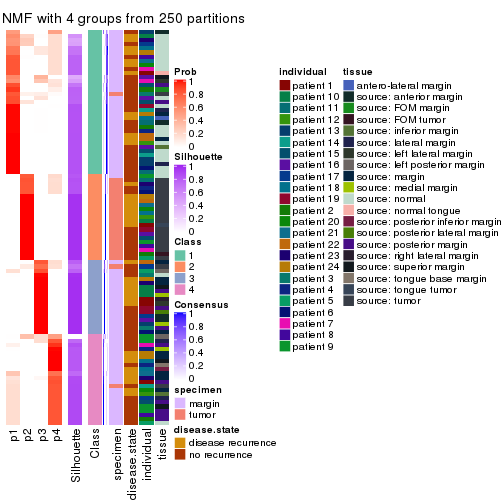 NMF with 4 groups from 250 partitions
Prob
1
0.8
0.6
0.4
0.2
0
Silhouette
1
0.8
0.6
0.4
0.2
0
Class
1
2
3
4
Consensus
1
0.8
0.6
0.4
0.2
0
specimen
margin
tumor
disease.state
disease recurrence
no recurrence
individual
patient 1
patient 10
patient 11
patient 12
patient 13
patient 14
patient 15
patient 16
patient 17
patient 18
patient 19
patient 2
patient 20
patient 21
patient 22
patient 23
patient 24
patient 3
patient 4
patient 5
patient 6
patient 7
patient 8
patient 9
tissue
antero-lateral margin
source: anterior margin
source: FOM margin
source: FOM tumor
source: inferior margin
source: lateral margin
source: left lateral margin
source: left posterior margin
source: margin
source: medial margin
source: normal
source: normal tongue
source: posterior inferior margin
source: posterior lateral margin
source: posterior margin
source: right lateral margin
source: superior margin
source: tongue base margin
source: tongue tumor
source: tumor
p1
p2
p3
p4
Silhouette
Class
specimen
disease.state
individual
tissue